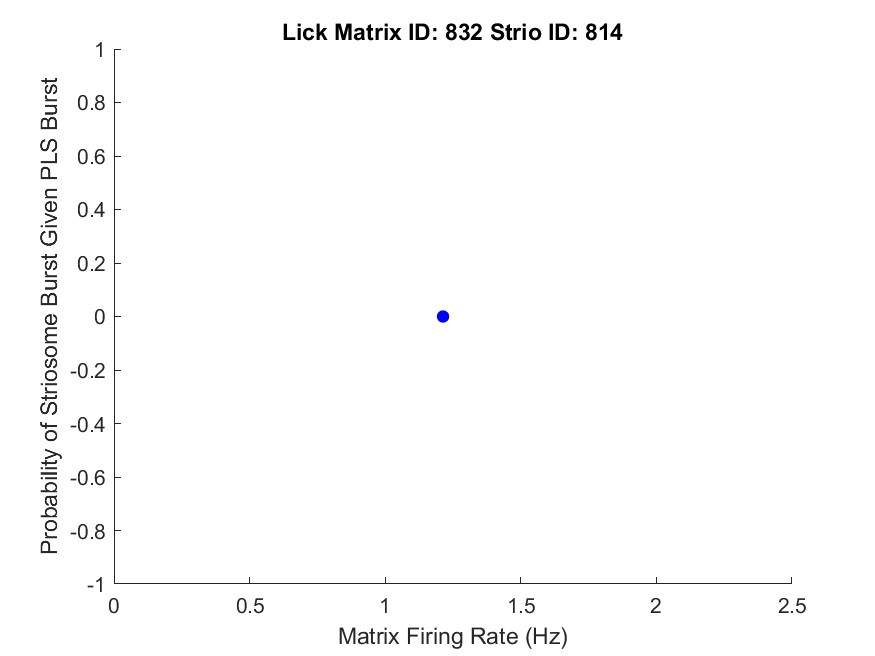 Lick Matrix ID: 832 Strio ID: 814
Probability of Striosome Burst Given PLS Burst
1
0.8
0.6
0.4
0.2
0
-0.2
-0.4
-0.6
-0.8
-1
0 0.5 1 1.5 2 2.5
Matrix Firing Rate (Hz)